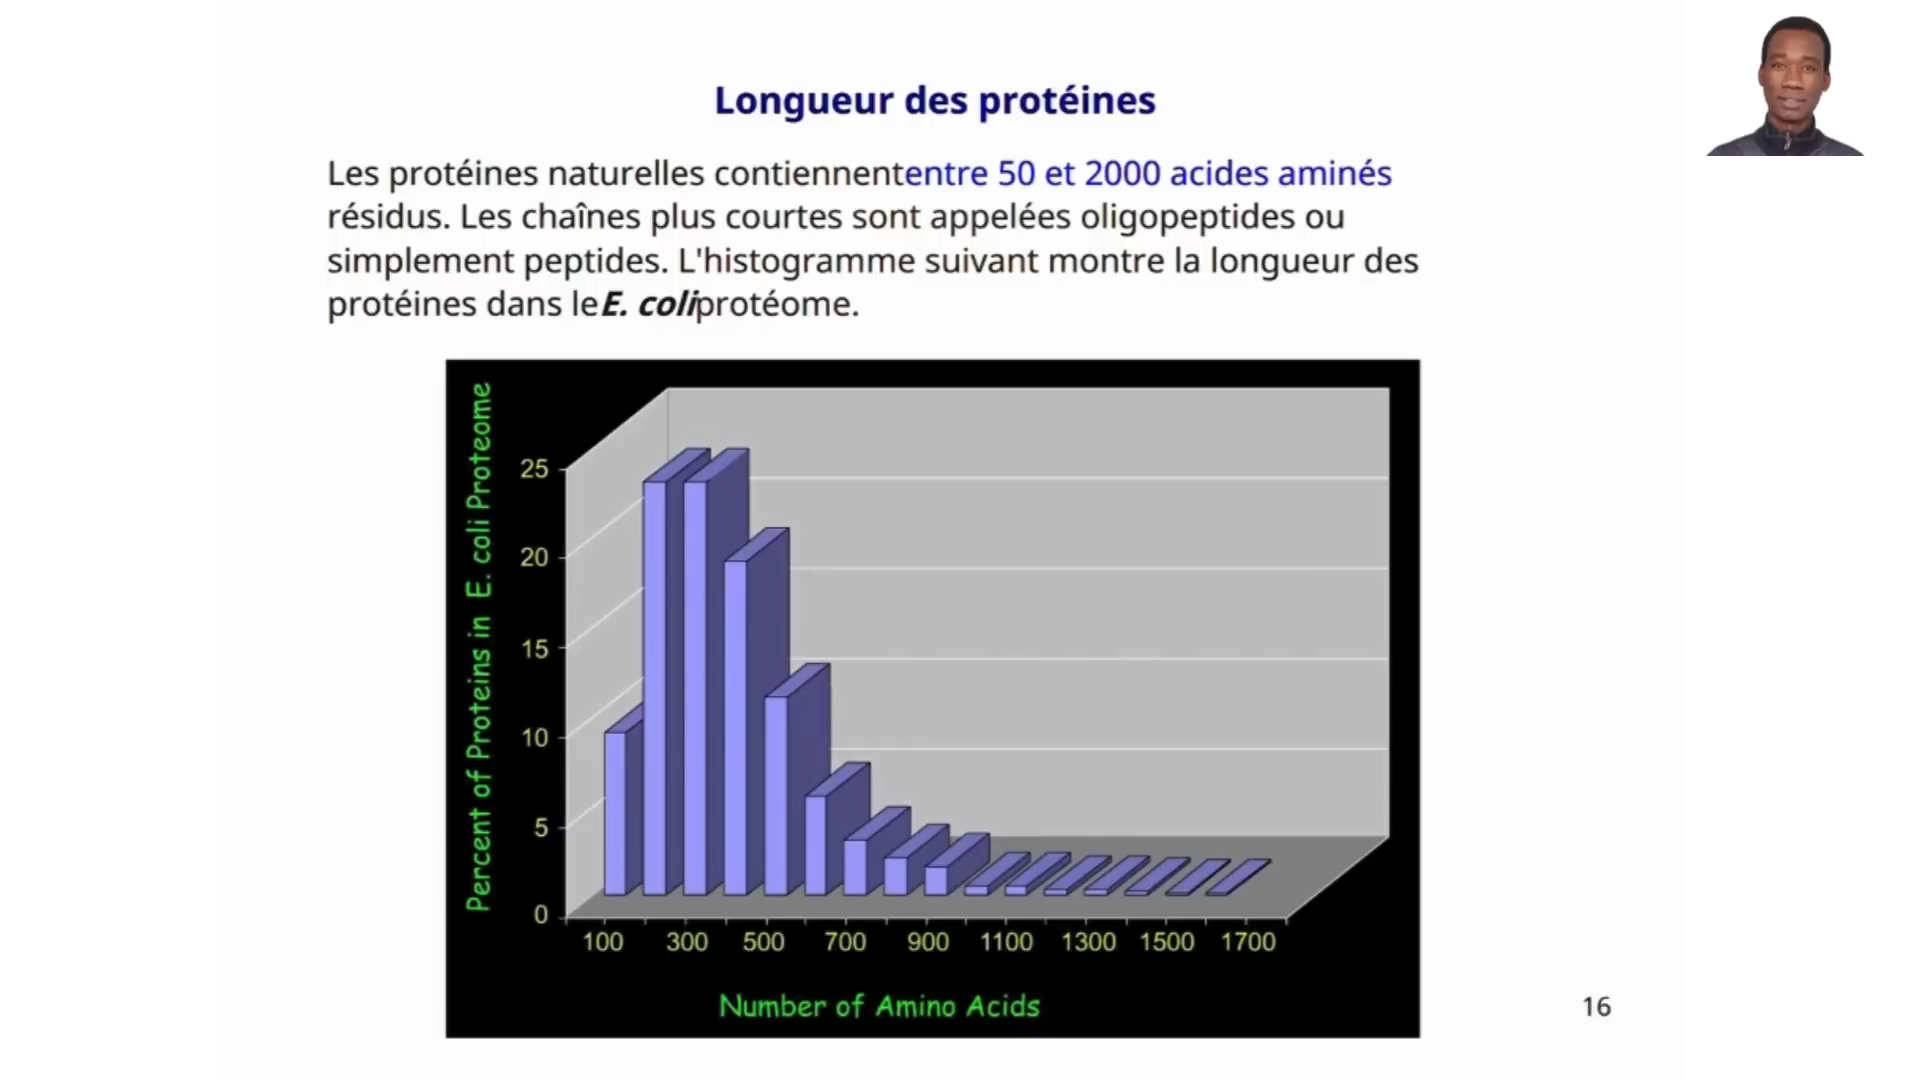 Longueur des protéines
Les protéines naturelles contiennententre 50 et 2000 acides aminés
résidus. Les chaînes plus courtes sont appelées oligopeptides ou
simplement peptides. L'histogramme suivant montre la longueur des
protéines dans leE. coliprotéome.
Percent of Proteins in E. coli Proteome
25
20
15
10
5
0
100 300 500 700 900 1100 1300 1500 1700
Number of Amino Acids
16